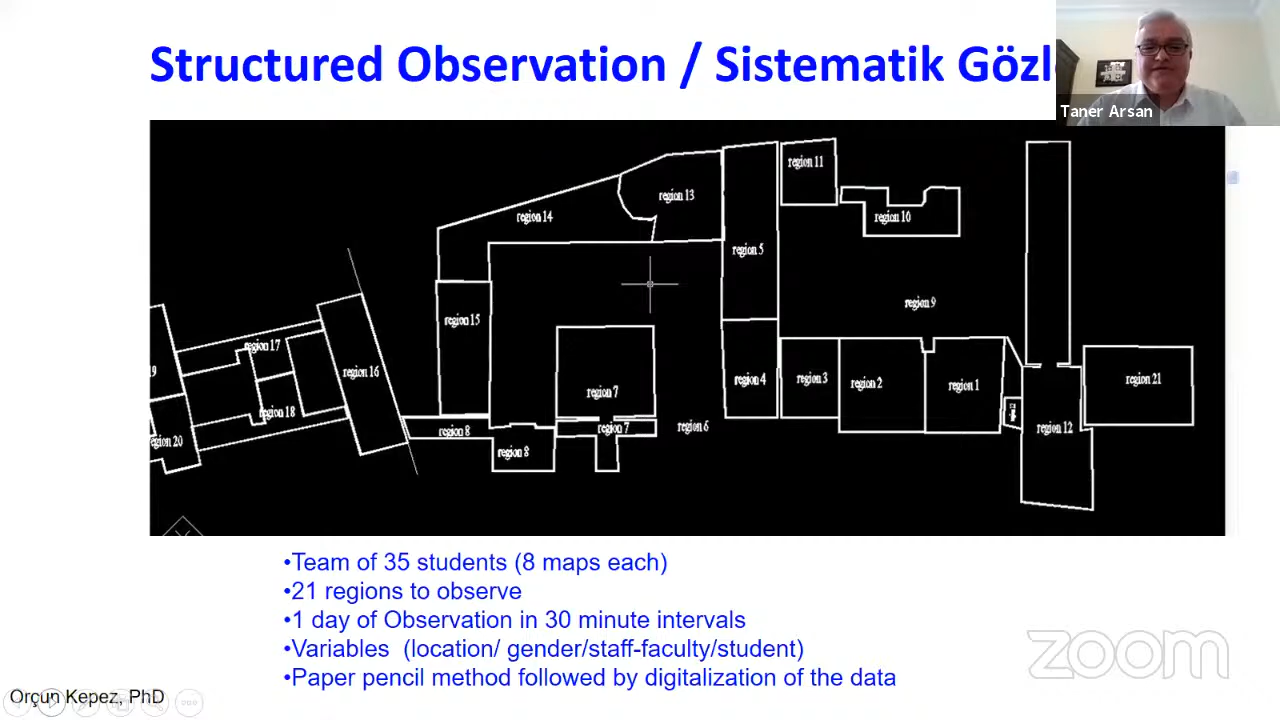 Structured Observation / Sistematik Gözl
Taner Arsan
region 11
region 13
region 14
region 10
region 5
region 9
region 15
region 17
region 16
19
region 7
region 4
region 3
region 2
region 1
region 21
region 18
region 8
region 7
region 6
region 12
egion 20
region 8
•Team of 35 students (8 maps each)
•21 regions to observe
•1 day of Observation in 30 minute intervals
•Variables (location/ gender/staff-faculty/student)
•Paper pencil method followed by digitalization of the data
zoom
Orçun Kepez, PhD